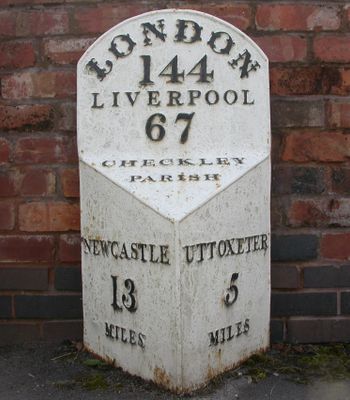 LONDON
144
LIVERPOOL
67
CHECKLEY
PARISH
NEWCASTLE
13
MILES
UTTOXETER
5
MILES